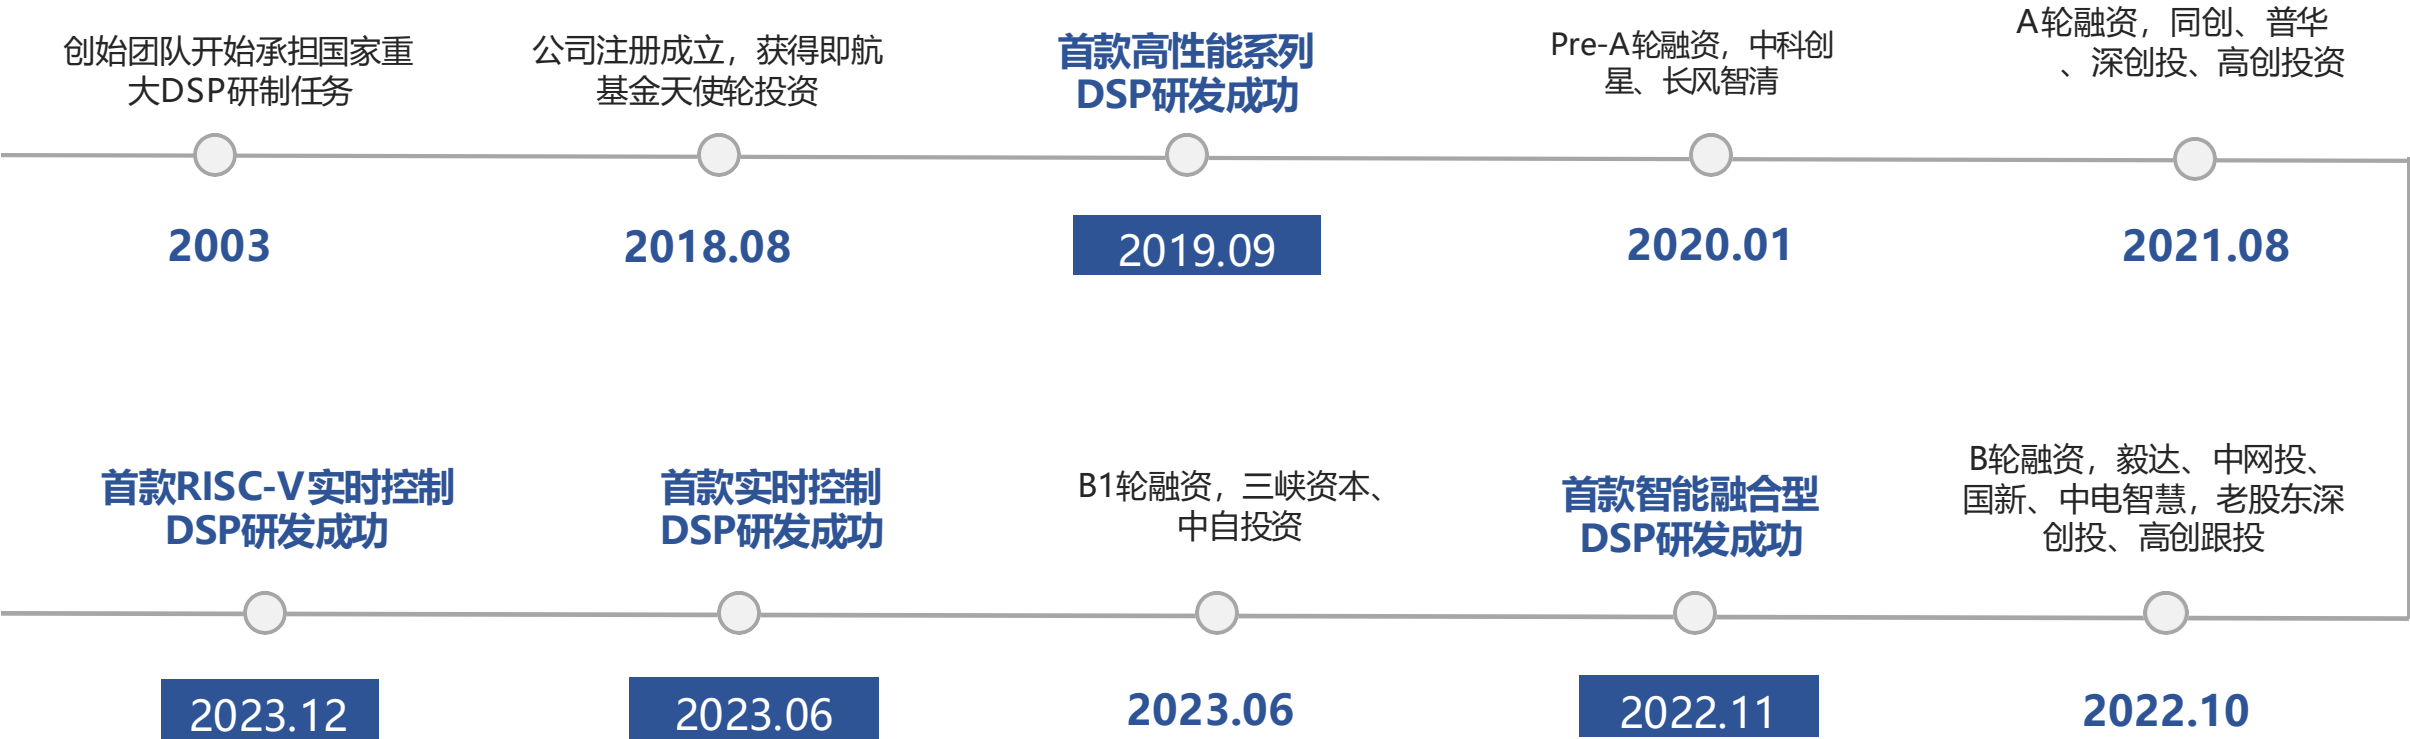 创始团队开始承担国家重
大DSP研制任务
2003
公司注册成立，获得即航
基金天使轮投资
2018.08
首款高性能系列
DSP研发成功
2019.09
Pre-A轮融资，中科创
星、长风智清
2020.01
A轮融资，同创、普华
、深创投、高创投资
2021.08
B轮融资，毅达、中网投、
国新、中电智慧，老股东深
创投、高创跟投
2022.10
首款智能融合型
DSP研发成功
2022.11
B1轮融资，三峡资本、
中自投资
2023.06
首款实时控制
DSP研发成功
2023.06
首款RISC-V实时控制
DSP研发成功
2023.12